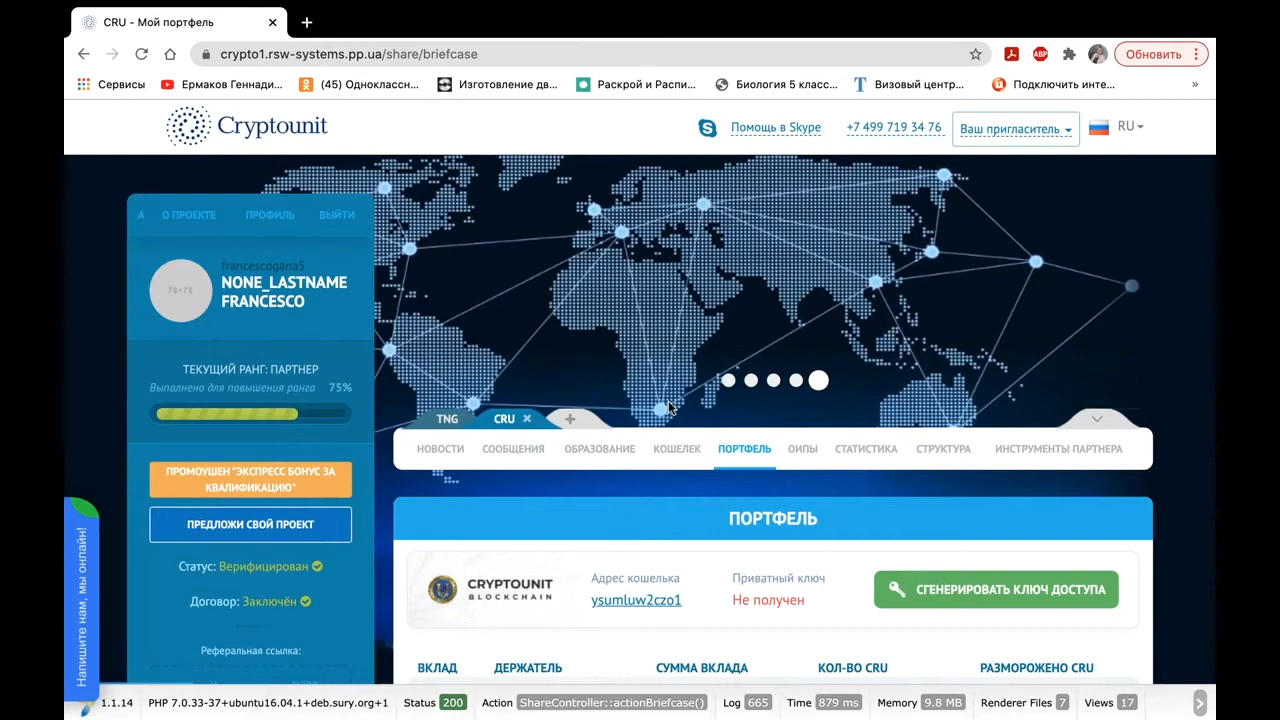 CRU - Мой портфель
crypto1.rsw-systems.pp.ua/share/briefcase
ABP
Обновить
Сервисы
Ермаков Геннади...
(45) Одноклассн...
Изготовление дв...
Раскрой и Распи...
Биология 5 класс...
Визовый центр...
Подключить инте...
»
Cryptounit
Помощь в Skype
+7 499 719 34 76
Ваш пригласитель
RU
А О ПРОЕКТЕ ПРОФИЛЬ ВЫЙТИ
francescogana5
NONE_LASTNAME
FRANCESCO
ТЕКУЩИЙ РАНГ: ПАРТНЕР
Выполнено для повышения ранга 75%
ПРОМОУШЕН "ЭКСПРЕСС БОНУС ЗА
КВАЛИФИКАЦИЮ"
ПРЕДЛОЖИ СВОЙ ПРОЕКТ
Статус: Верифицирован
Договор: Заключён
Реферальная ссылка:
Напишите нам, мы онлайн!
TNG
CRU
НОВОСТИ СООБЩЕНИЯ ОБРАЗОВАНИЕ КОШЕЛЕК ПОРТФЕЛЬ ОИПЫ СТАТИСТИКА СТРУКТУРА ИНСТРУМЕНТЫ ПАРТНЕРА
ПОРТФЕЛЬ
CRYPTOUNIT
BLOCKCHAIN
Адрес кошелька
ysumluw2czo1
Приватный ключ
Не получен
СГЕНЕРИРОВАТЬ КЛЮЧ ДОСТУПА
ВКЛАД ДЕРЖАТЕЛЬ СУММА ВКЛАДА КОЛ-ВО CRU РАЗМОРОЖЕНО CRU
1.1.14 PHP 7.0.33-37+ubuntu16.04.1+deb.sury.org+1 Status 200 Action ShareController::actionBriefcase() Log 665 Time 879 ms Memory 9.8 MB Renderer Files 7 Views 17